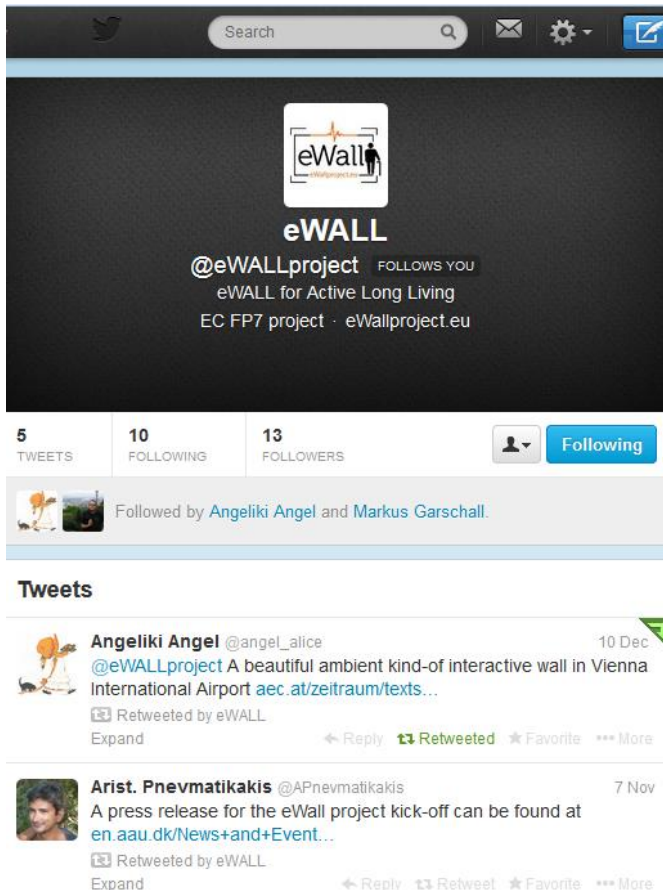 Search
eWall
eWallproject.eu
eWALL
@eWALLproject FOLLOWS YOU
eWALL for Active Long Living
EC FP7 project · eWallproject.eu
5 10 13
TWEETS FOLLOWING FOLLOWERS
Following
Followed by Angeliki Angel and Markus Garschall.
Tweets
Angeliki Angel @angel_alice 10 Dec
@eWALLproject A beautiful ambient kind-of interactive wall in Vienna
International Airport aec.at/zeitraum/texts…
Retweeted by eWALL
Expand Reply Retweeted Favorite More
Arist. Pnevmatikakis @APnevmatikakis 7 Nov
A press release for the eWall project kick-off can be found at
en.aau.dk/News+and+Event…
Retweeted by eWALL
Expand Reply Retweet Favorite More